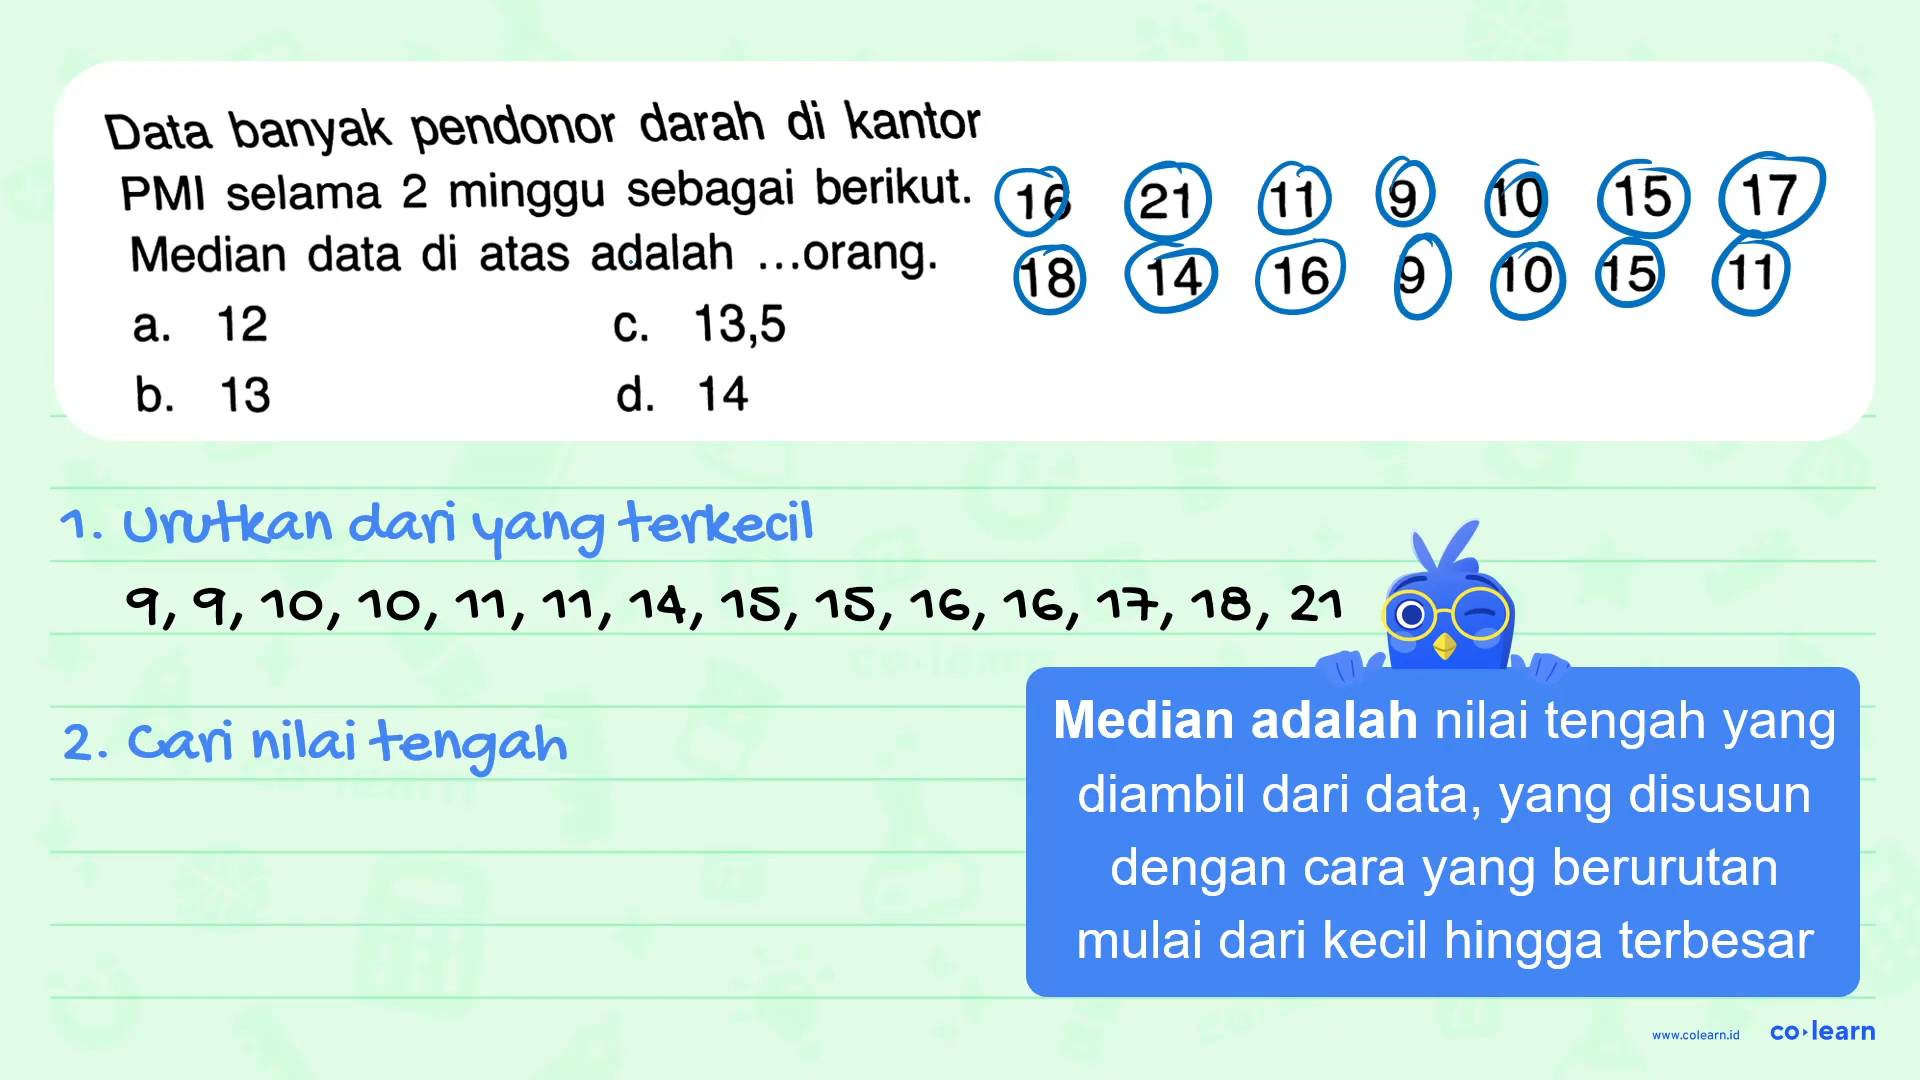 Data banyak pendonor darah di kantor
PMI selama 2 minggu sebagai berikut.
Median data di atas adalah ...orang.
16 21 11 9 10 15 17
18 14 16 9 10 15 11
a. 12 c. 13,5
b. 13 d. 14
1. Urutkan dari yang terkecil
9, 9, 10, 10, 11, 11, 14, 15, 15, 16, 16, 17, 18, 21
2. Cari nilai tengah
Median adalah nilai tengah yang
diambil dari data, yang disusun
dengan cara yang berurutan
mulai dari kecil hingga terbesar
www.colearn.id co learn